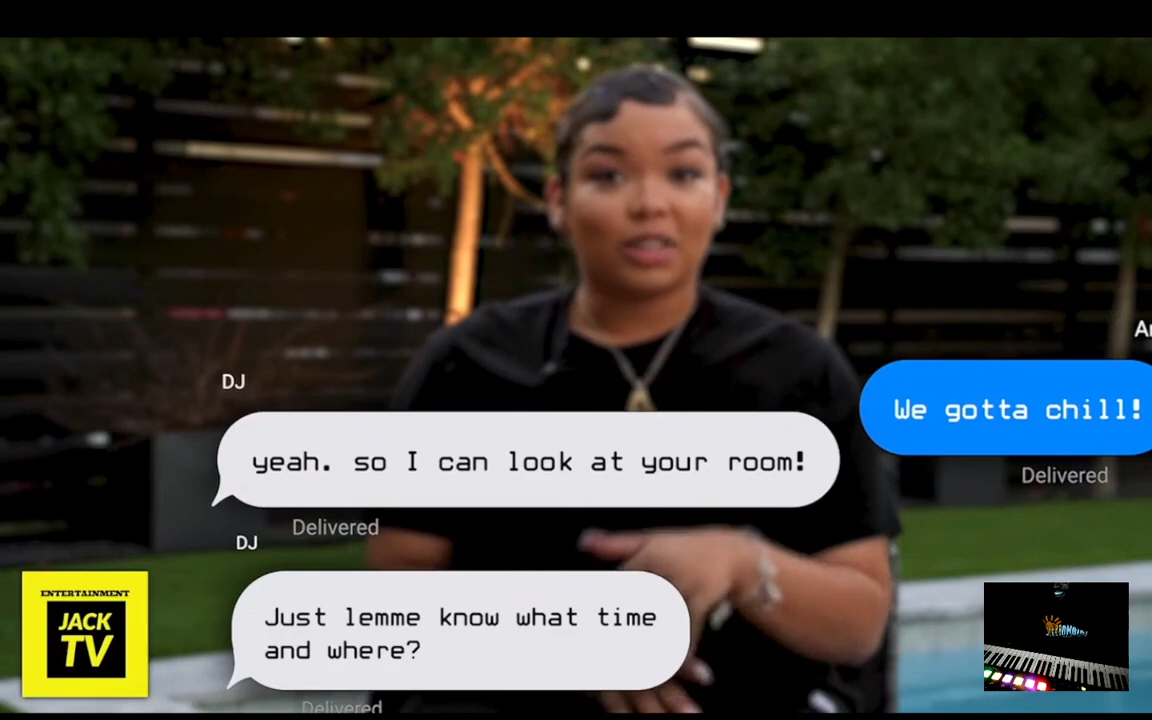 DJ
We gotta chill!
yeah. so I can look at your room!
Delivered
Delivered
DJ
ENTERTAINMENT
JACK
TV
Just lemme know what time
and where?
Delivered